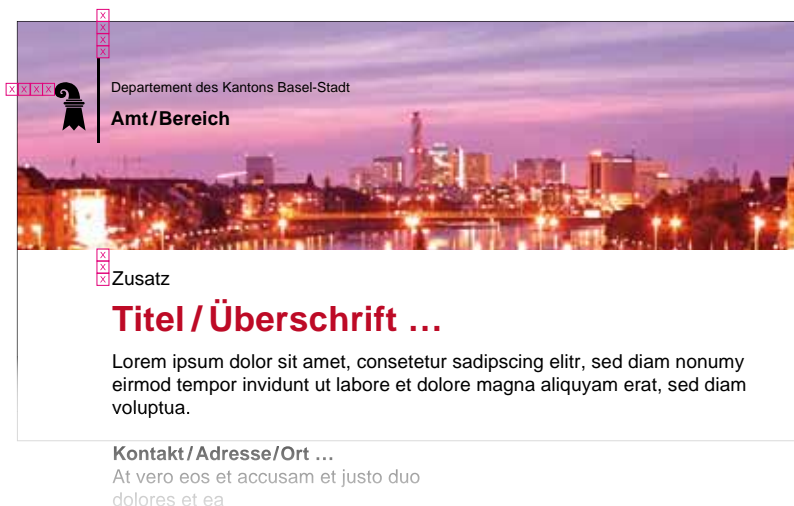 X
X
X
X
X X X X
Departement des Kantons Basel-Stadt
Amt/Bereich
X
X
X
Zusatz
Titel / Überschrift …
Lorem ipsum dolor sit amet, consetetur sadipscing elitr, sed diam nonumy
eirmod tempor invidunt ut labore et dolore magna aliquyam erat, sed diam
voluptua.
Kontakt/Adresse/Ort …
At vero eos et accusam et justo duo
dolores et ea